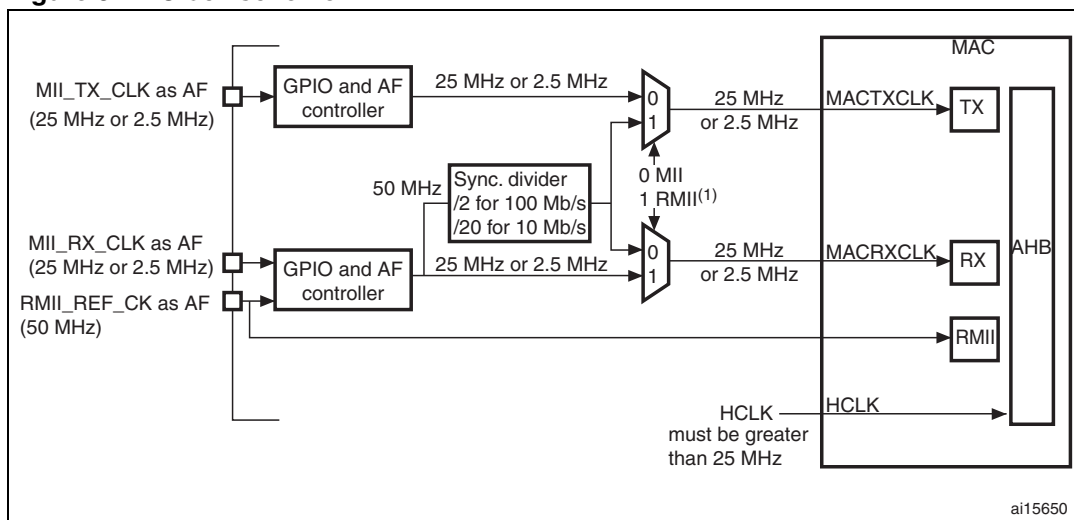 MAC
MII_TX_CLK as AF
(25 MHz or 2.5 MHz)
GPIO and AF
controller
25 MHz or 2.5 MHz
0
1
25 MHz
or 2.5 MHz
MACTXCLK
TX
50 MHz
Sync. divider
/2 for 100 Mb/s
/20 for 10 Mb/s
0 MII
1 RMII(1)
MII_RX_CLK as AF
(25 MHz or 2.5 MHz)
RMII_REF_CK as AF
(50 MHz)
GPIO and AF
controller
25 MHz or 2.5 MHz
0
1
25 MHz
or 2.5 MHz
MACRXCLK
RX
AHB
RMII
HCLK
must be greater
than 25 MHz
HCLK
ai15650